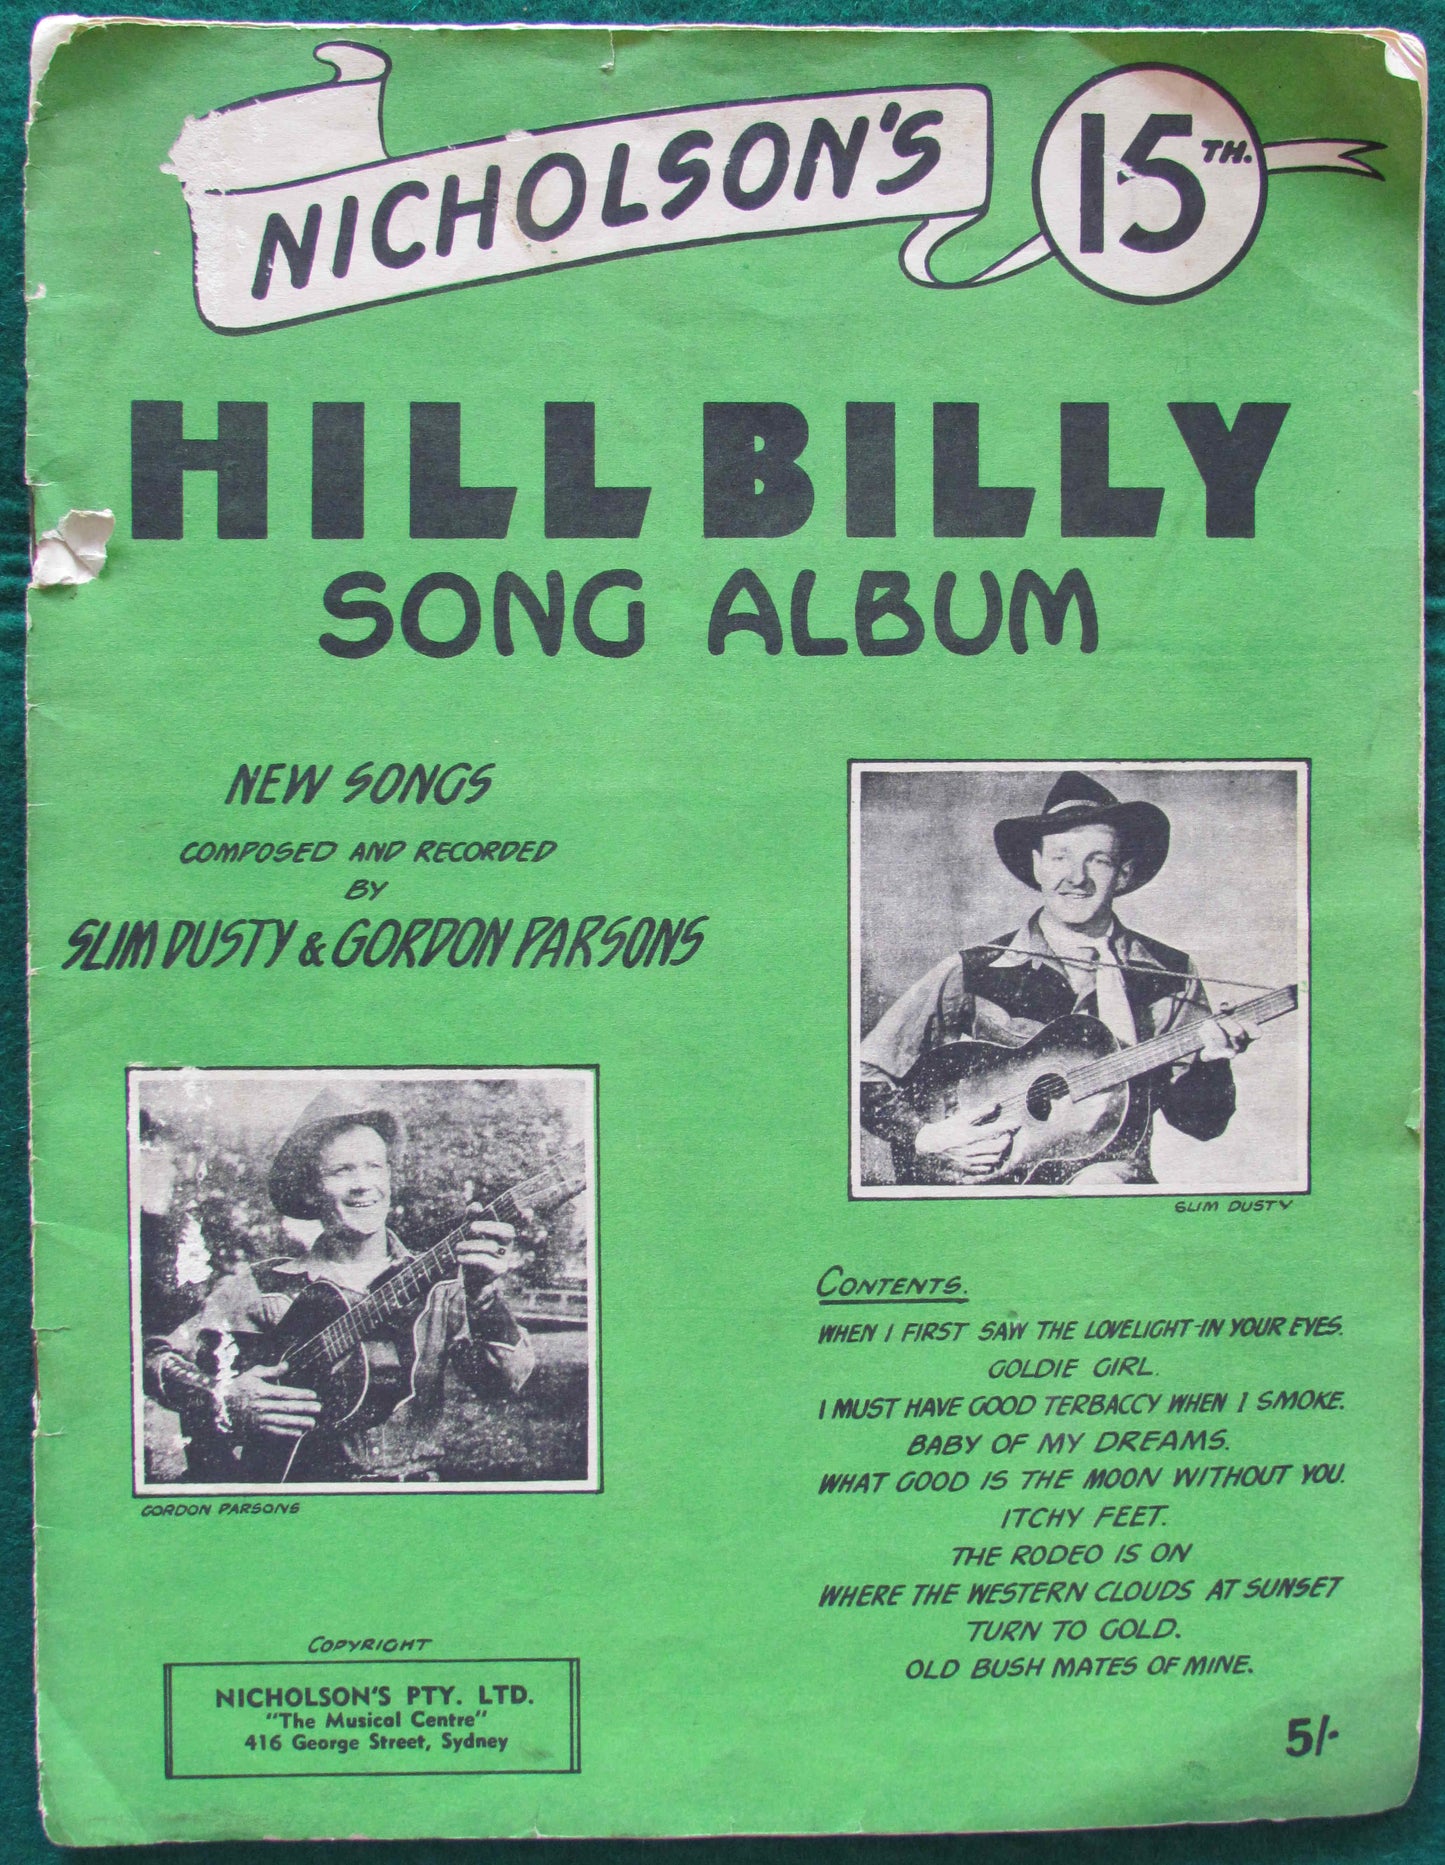 NICHOLSON'S 15TH.
HILL BILLY
SONG ALBUM
NEW SONGS
COMPOSED AND RECORDED
BY
SLIM DUSTY & GORDON PARSONS
SLIM DUSTY
GORDON PARSONS
CONTENTS.
WHEN I FIRST SAW THE LOVELIGHT IN YOUR EYES.
GOLDIE GIRL.
I MUST HAVE GOOD TERBACCY WHEN I SMOKE.
BABY OF MY DREAMS.
WHAT GOOD IS THE MOON WITHOUT YOU.
ITCHY FEET.
THE RODEO IS ON
WHERE THE WESTERN CLOUDS AT SUNSET
TURN TO GOLD.
OLD BUSH MATES OF MINE.
COPYRIGHT
NICHOLSON'S PTY. LTD.
"The Musical Centre"
416 George Street, Sydney
5/-